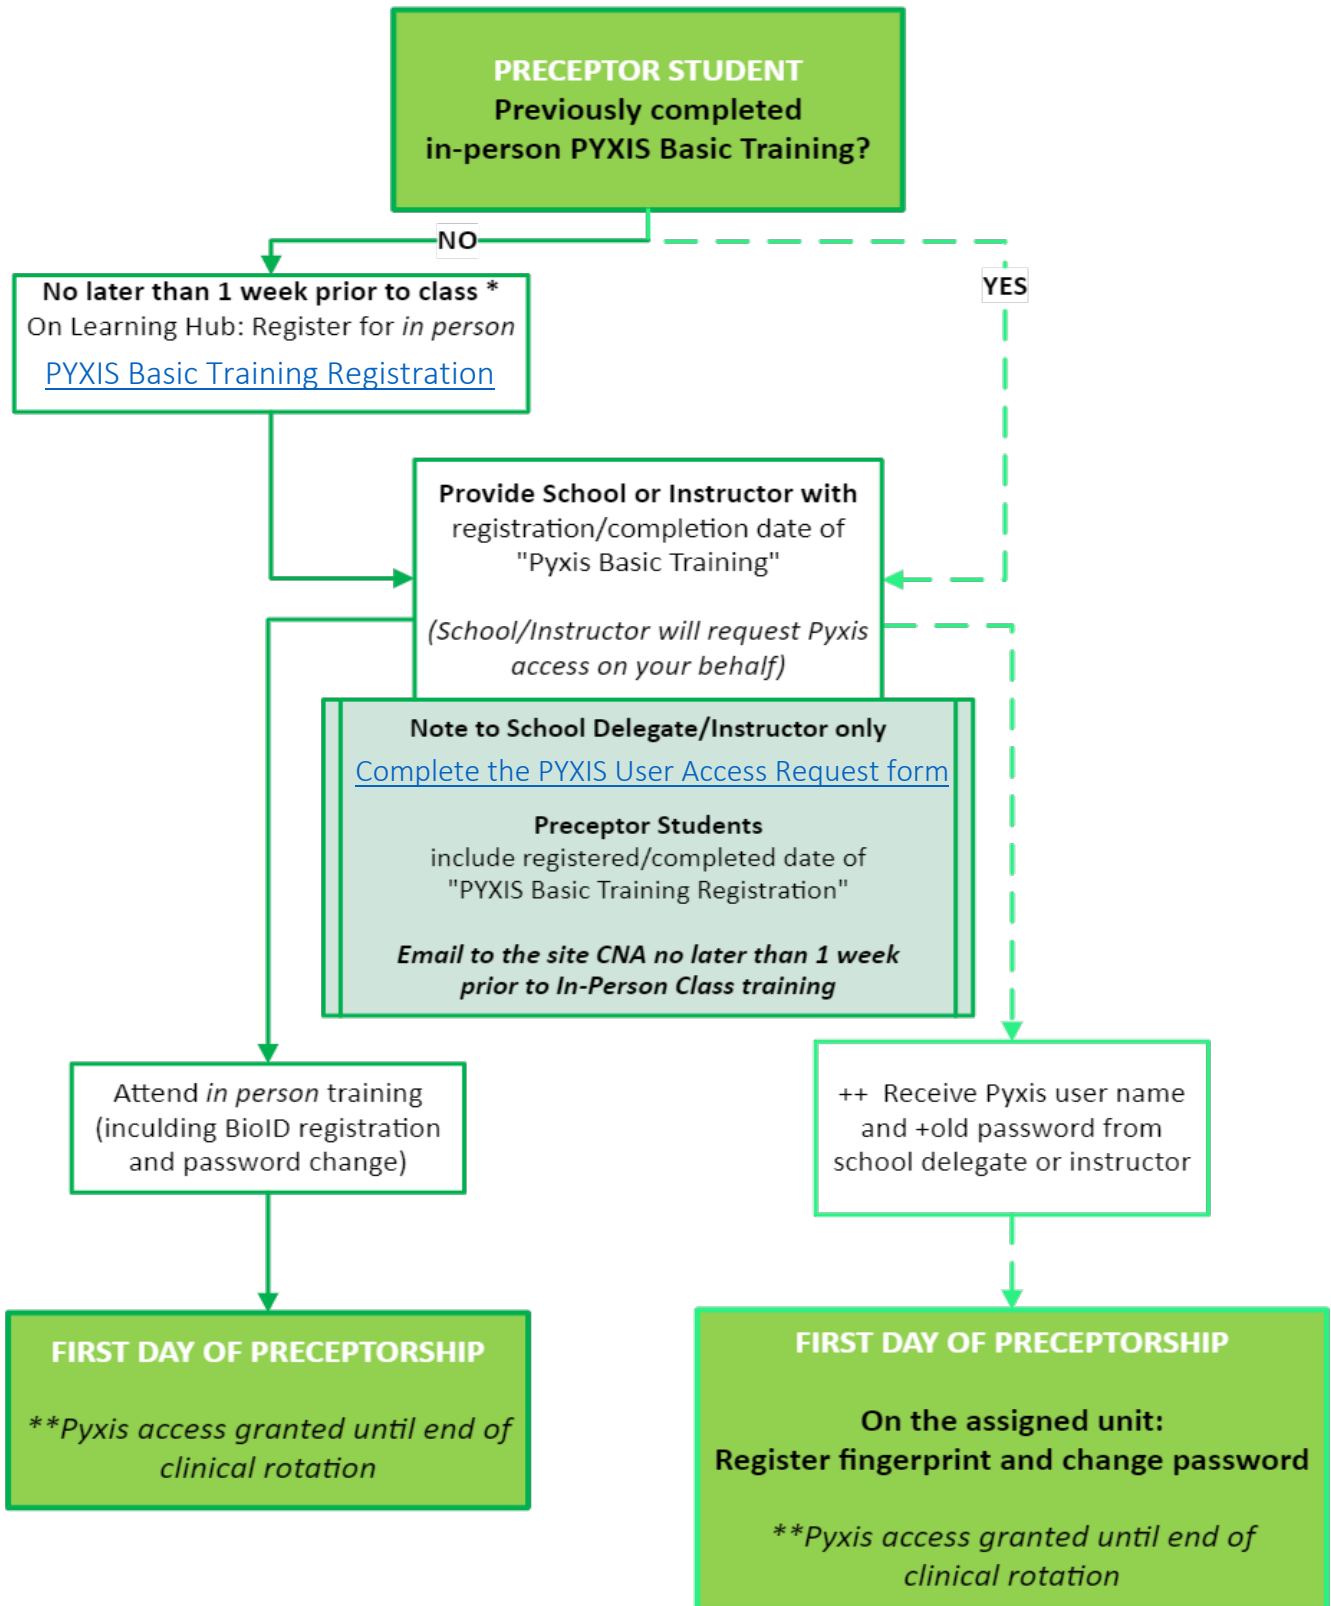 PRECEPTOR STUDENT
Previously completed
in-person PYXIS Basic Training?
NO
YES
No later than 1 week prior to class *
On Learning Hub: Register for in person
PYXIS Basic Training Registration
Provide School or Instructor with
registration/completion date of
"Pyxis Basic Training"
(School/Instructor will request Pyxis
access on your behalf)
Note to School Delegate/Instructor only
Complete the PYXIS User Access Request form
Preceptor Students
include registered/completed date of
"PYXIS Basic Training Registration"
Email to the site CNA no later than 1 week
prior to In-Person Class training
Attend in person training
(inculding BioID registration
and password change)
++ Receive Pyxis user name
and +old password from
school delegate or instructor
FIRST DAY OF PRECEPTORSHIP
**Pyxis access granted until end of
clinical rotation
FIRST DAY OF PRECEPTORSHIP
On the assigned unit:
Register fingerprint and change password
**Pyxis access granted until end of
clinical rotation